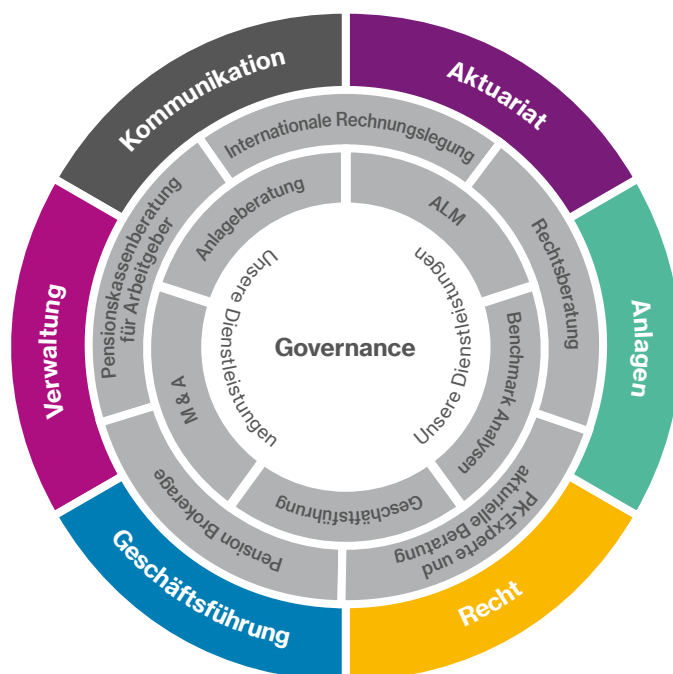 Kommunikation
Aktuariat
Anlagen
Recht
Geschäftsführung
Verwaltung
Internationale Rechnungslegung
Rechtsberatung
PK-Experte und
akturielle Beratung
Pension Brokerage
Pensionskassenberatung
für Arbeitgeber
Anlageberatung
ALM
Benchmark Analysen
Geschäftsführung
M&A
Unsere Dienstleistungen
Unsere Dienstleistungen
Governance